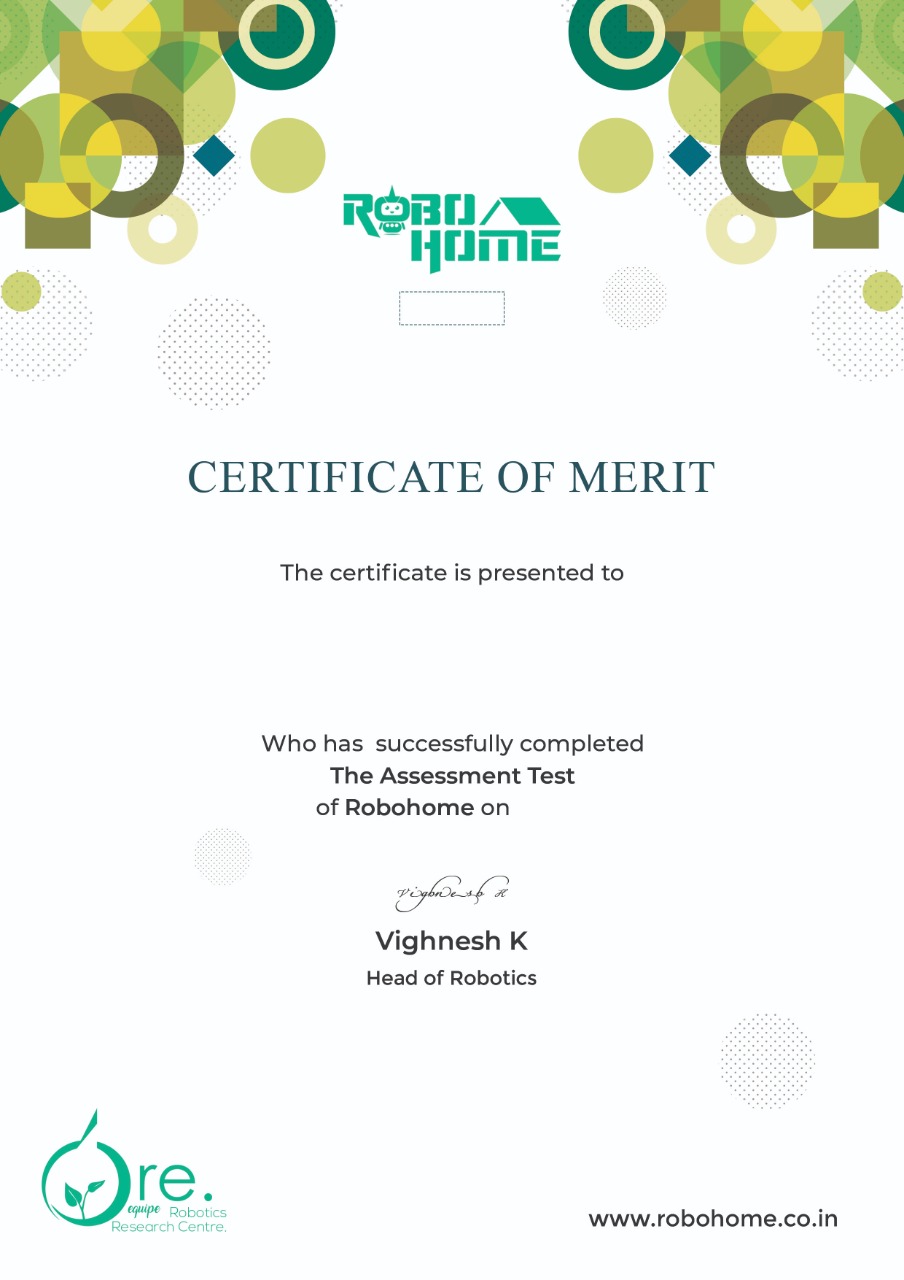 ROBO
HOME
CERTIFICATE OF MERIT
The certificate is presented to
Who has successfully completed
The Assessment Test
of Robohome on
Vighnesh K
Vighnesh K
Head of Robotics
re.
equipe Robotics
Research Centre.
www.robohome.co.in